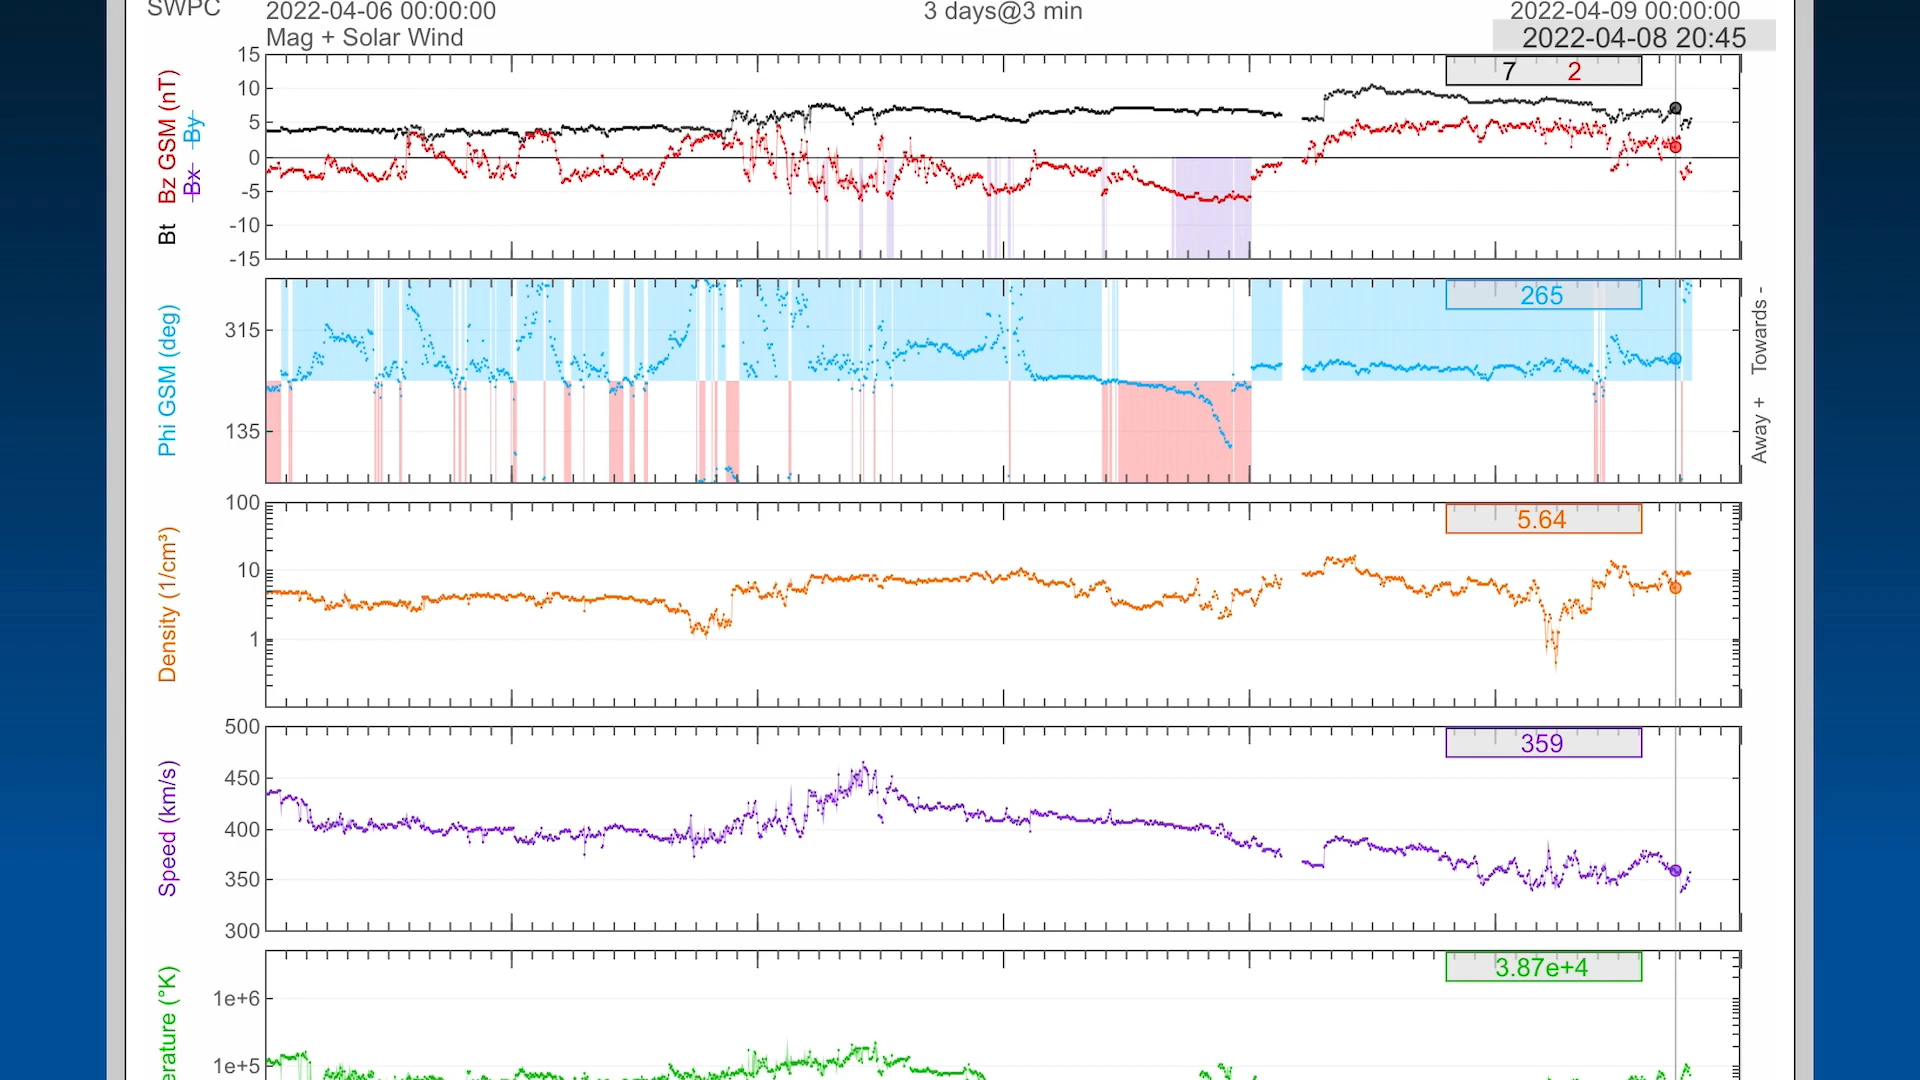 SWPC
2022-04-06 00:00:00
3 days@3 min
2022-04-09 00:00:00
Mag + Solar Wind
2022-04-08 20:45
Bt Bz GSM (nT)
Bx By
15
10
5
0
-5
-10
-15
7 2
Phi GSM (deg)
315
135
265
Away + Towards -
Density (1/cm³)
100
10
1
5.64
Speed (km/s)
500
450
400
350
300
359
erature (°K)
1e+6
1e+5
3.87e+4